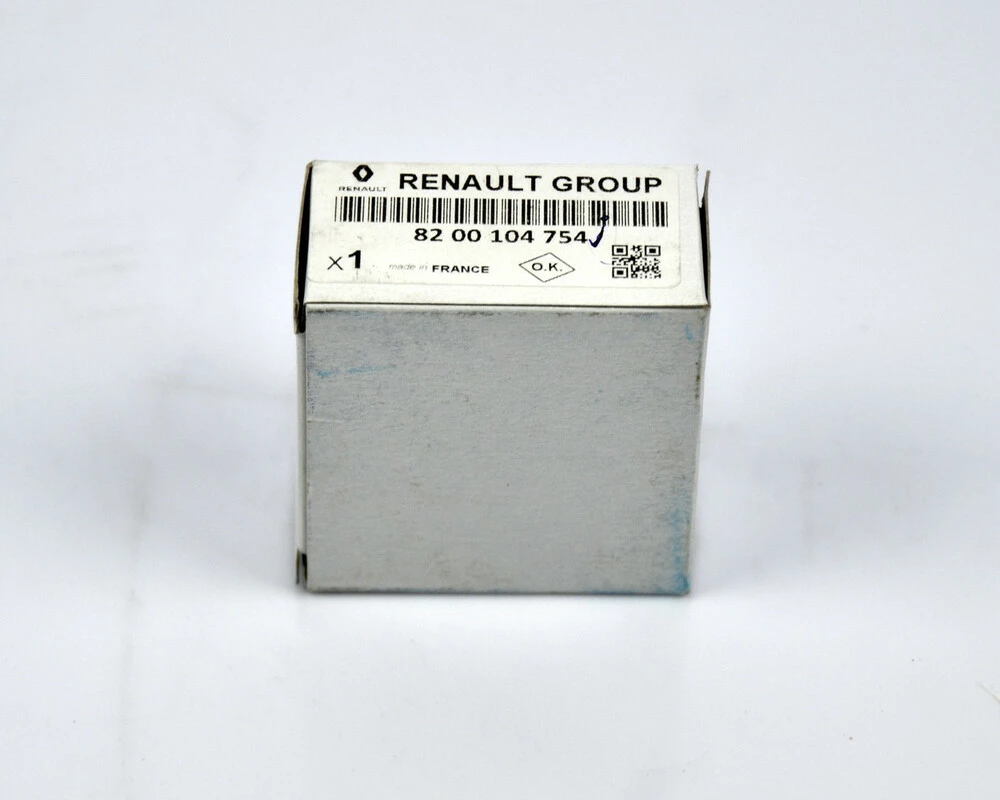 RENAULT
RENAULT GROUP
82 00 104 754
x1 made in FRANCE
O.K.